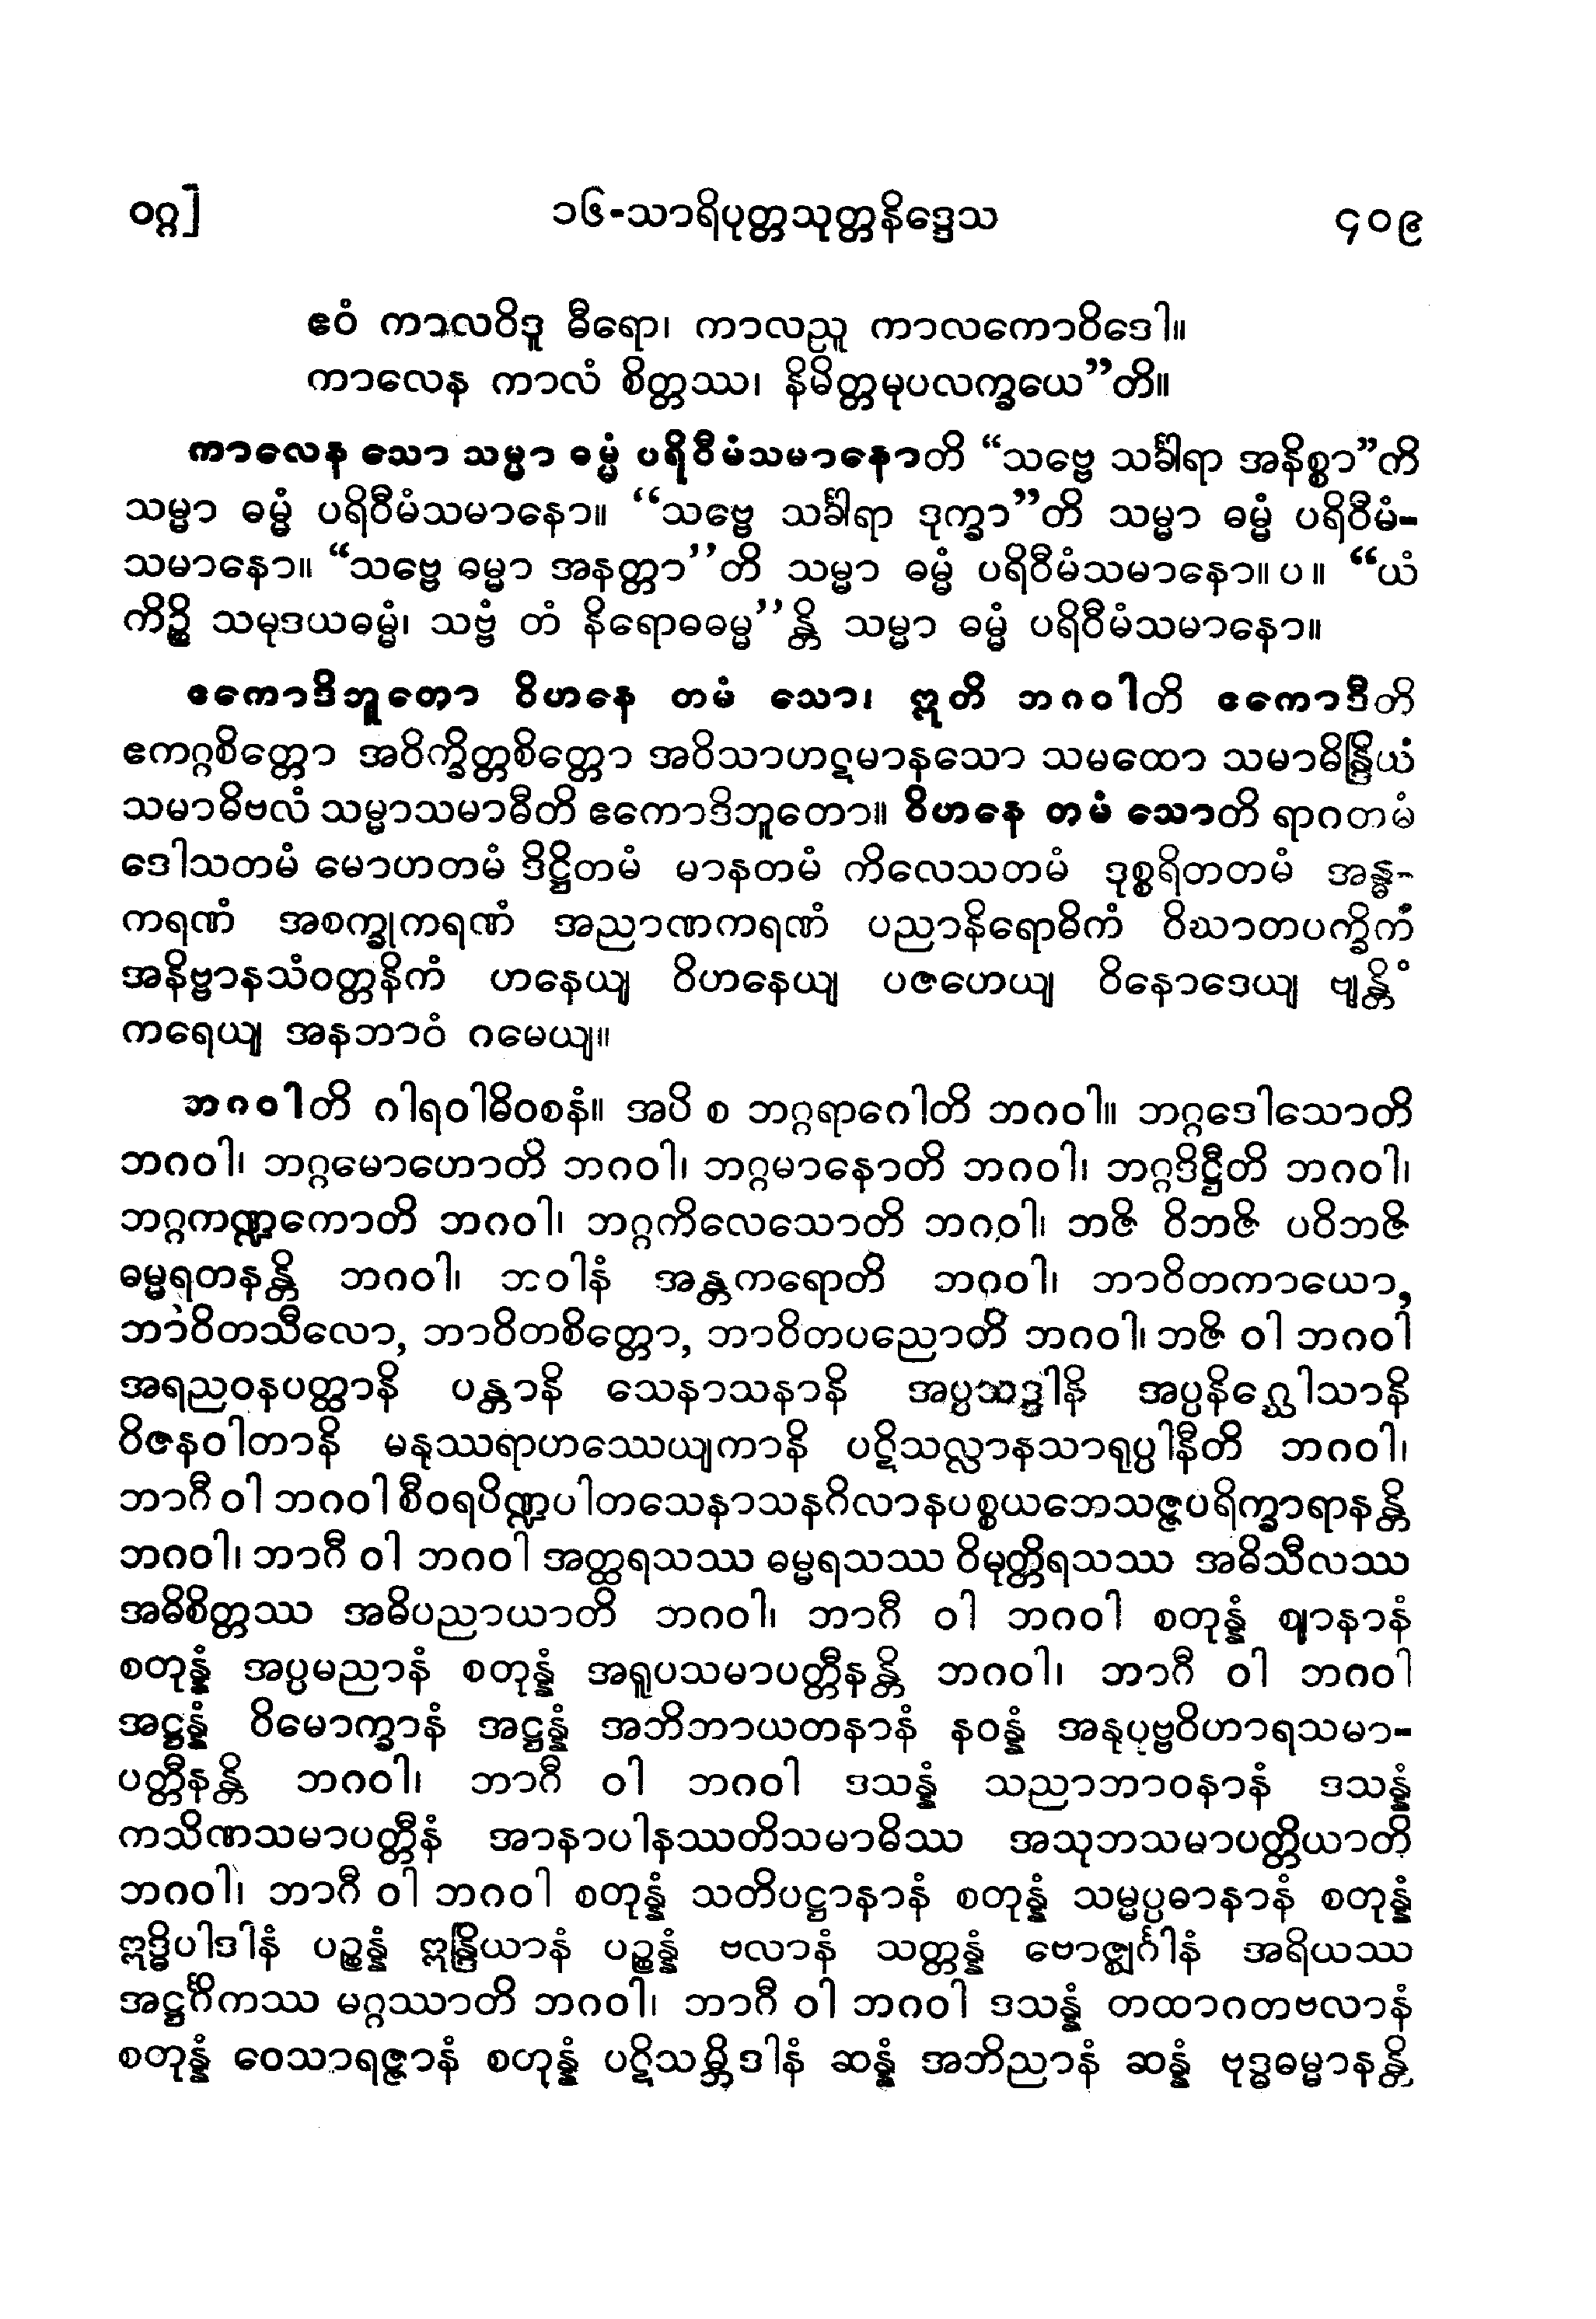 ဝဂ္ဂ]
၁၆-သာရိပုတ္တသုတ္တနိဒ္ဒေသ
၄၀၉
ဧဝံ ကာလဝိဒူ ဓီရော၊ ကာလညူ ကာလကောဝိဒေါ။
ကာလေန ကာလံ စိတ္တဿ၊ နိမိတ္တမုပလက္ခယေ”တိ။
ကာလေန သော သမ္မာ ဓမ္မံ ပရိဝီမံသမာနောတိ “သဗ္ဗေ သင်္ခါရာ အနိစ္စာ”တိ
သမ္မာ ဓမ္မံ ပရိဝီမံသမာနော။ “သဗ္ဗေ သင်္ခါရာ ဒုက္ခာ”တိ သမ္မာ ဓမ္မံ ပရိဝီမံ-
သမာနော။ “သဗ္ဗေ ဓမ္မာ အနတ္တာ”တိ သမ္မာ ဓမ္မံ ပရိဝီမံသမာနော။ ပ ။ “ယံ
ကိဉ္စိ သမုဒယဓမ္မံ၊ သဗ္ဗံ တံ နိရောဓဓမ္မ”န္တိ သမ္မာ ဓမ္မံ ပရိဝီမံသမာနော။
ဧကောဒိဘူတော ဝိဟနေ တမံ သော၊ ဣတိ ဘဂဝါတိ ဧကောဒီတိ
ဧကဂ္ဂစိတ္တော အဝိက္ခိတ္တစိတ္တော အဝိသာဟဋမာနသော သမထော သမာဓိန္ဒြိယံ
သမာဓိဗလံ သမ္မာသမာဓီတိ ဧကောဒိဘူတော။ ဝိဟနေ တမံ သောတိ ရာဂတမံ
ဒေါသတမံ မောဟတမံ ဒိဋ္ဌိတမံ မာနတမံ ကိလေသတမံ ဒုစ္စရိတတမံ အန္ဓ-
ကရဏံ အစက္ခုကရဏံ အညာဏကရဏံ ပညာနိရောဓိကံ ဝိဃာတပက္ခိကံ
အနိဗ္ဗာနသံဝတ္တနိကံ ဟနေယျ ဝိဟနေယျ ပဇဟေယျ ဝိနောဒေယျ ဗျန္တိံ
ကရေယျ အနဘာဝံ ဂမေယျ။
ဘဂဝါတိ ဂါရဝါဓိဝစနံ။ အပိ စ ဘဂ္ဂရာဂေါတိ ဘဂဝါ။ ဘဂ္ဂဒေါသောတိ
ဘဂဝါ၊ ဘဂ္ဂမောဟောတိ ဘဂဝါ၊ ဘဂ္ဂမာနောတိ ဘဂဝါ၊ ဘဂ္ဂဒိဋ္ဌီတိ ဘဂဝါ၊
ဘဂ္ဂကဏ္ဍကောတိ ဘဂဝါ၊ ဘဂ္ဂကိလေသောတိ ဘဂဝါ၊ ဘဇိ ဝိဘဇိ ပဝိဘဇိ
ဓမ္မရတနန္တိ ဘဂဝါ၊ ဘဝါနံ အန္တကရောတိ ဘဂဝါ၊ ဘာဝိတကာယော,
ဘာဝိတသီလော, ဘာဝိတစိတ္တော, ဘာဝိတပညောတိ ဘဂဝါ၊ ဘဇိ ဝါ ဘဂဝါ
အရညဝနပတ္ထာနိ ပန္တာနိ သေနာသနာနိ အပ္ပသဒ္ဒါနိ အပ္ပနိဂ္ဃေါသာနိ
ဝိဇနဝါတာနိ မနုဿရာဟဿေယျကာနိ ပဋိသလ္လာနသာရုပ္ပါနီတိ ဘဂဝါ၊
ဘာဂီ ဝါ ဘဂဝါ စီဝရပိဏ္ဍပါတသေနာသနဂိလာနပစ္စယဘေသဇ္ဇပရိက္ခာရာနန္တိ
ဘဂဝါ၊ ဘာဂီ ဝါ ဘဂဝါ အတ္ထရသဿ ဓမ္မရသဿ ဝိမုတ္တိရသဿ အဓိသီလဿ
အဓိစိတ္တဿ အဓိပညာယာတိ ဘဂဝါ၊ ဘာဂီ ဝါ ဘဂဝါ စတုန္နံ ဈာနာနံ
စတုန္နံ အပ္ပမညာနံ စတုန္နံ အရူပသမာပတ္တီနန္တိ ဘဂဝါ၊ ဘာဂီ ဝါ ဘဂဝါ
အဋ္ဌန္နံ ဝိမောက္ခာနံ အဋ္ဌန္နံ အဘိဘာယတနာနံ နဝန္နံ အနုပုဗ္ဗဝိဟာရသမာ-
ပတ္တီနန္တိ ဘဂဝါ၊ ဘာဂီ ဝါ ဘဂဝါ ဒသန္နံ သညာဘာဝနာနံ ဒသန္နံ
ကသိဏသမာပတ္တီနံ အာနာပါနဿတိသမာဓိဿ အသုဘသမာပတ္တိယာတိ
ဘဂဝါ၊ ဘာဂီ ဝါ ဘဂဝါ စတုန္နံ သတိပဋ္ဌာနာနံ စတုန္နံ သမ္မပ္ပဓာနာနံ စတုန္နံ
ဣဒ္ဓိပါဒါနံ ပဉ္စန္နံ ဣန္ဒြိယာနံ ပဉ္စန္နံ ဗလာနံ သတ္တန္နံ ဗောဇ္ဈင်္ဂါနံ အရိယဿ
အဋ္ဌင်္ဂိကဿ မဂ္ဂဿာတိ ဘဂဝါ၊ ဘာဂီ ဝါ ဘဂဝါ ဒသန္နံ တထာဂတဗလာနံ
စတုန္နံ ဝေသာရဇ္ဇာနံ စတုန္နံ ပဋိသမ္ဘိဒါနံ ဆန္နံ အဘိညာနံ ဆန္နံ ဗုဒ္ဓဓမ္မာနန္တိ